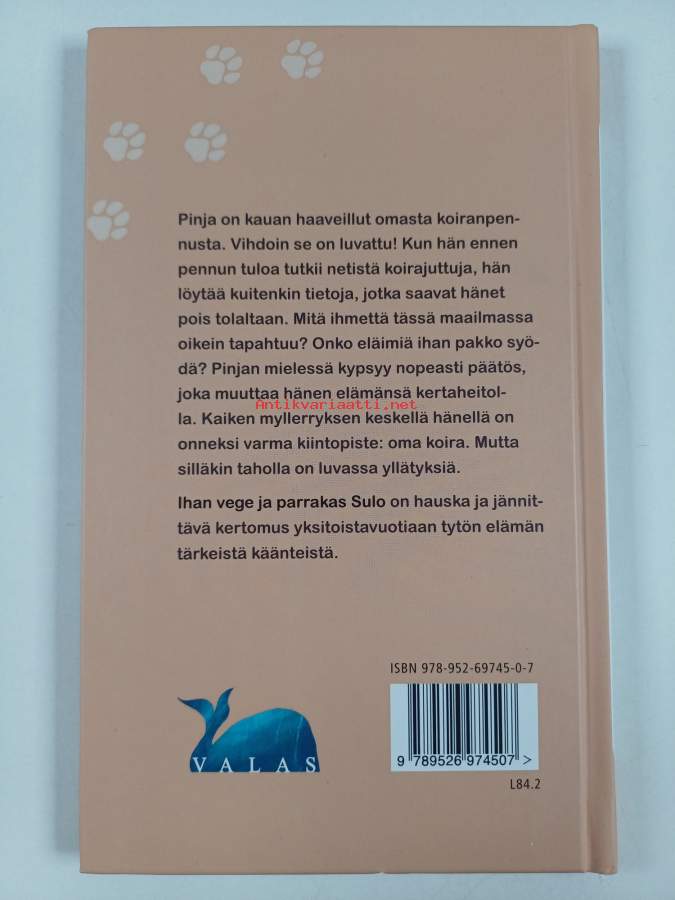 Pinja on kauan haaveillut omasta koiranpen-
nusta. Vihdoin se on luvattu! Kun hän ennen
pennun tuloa tutkii netistä koirajuttuja, hän
löytää kuitenkin tietoja, jotka saavat hänet
pois tolaltaan. Mitä ihmettä tässä maailmassa
oikein tapahtuu? Onko eläimiä ihan pakko syö-
dä? Pinjan mielessä kypsyy nopeasti päätös,
joka muuttaa hänen elämänsä kertaheitol-
Antikvariaatti.net
la. Kaiken myllerryksen keskellä hänellä on
onneksi varma kiintopiste: oma koira. Mutta
silläkin taholla on luvassa yllätyksiä.
Ihan vege ja parrakas Sulo on hauska ja jännit-
tävä kertomus yksitoistavuotiaan tytön elämän
tärkeistä käänteistä.
ISBN 978-952-69745-0-7
VALAS
9 789526 974507 >
L84.2